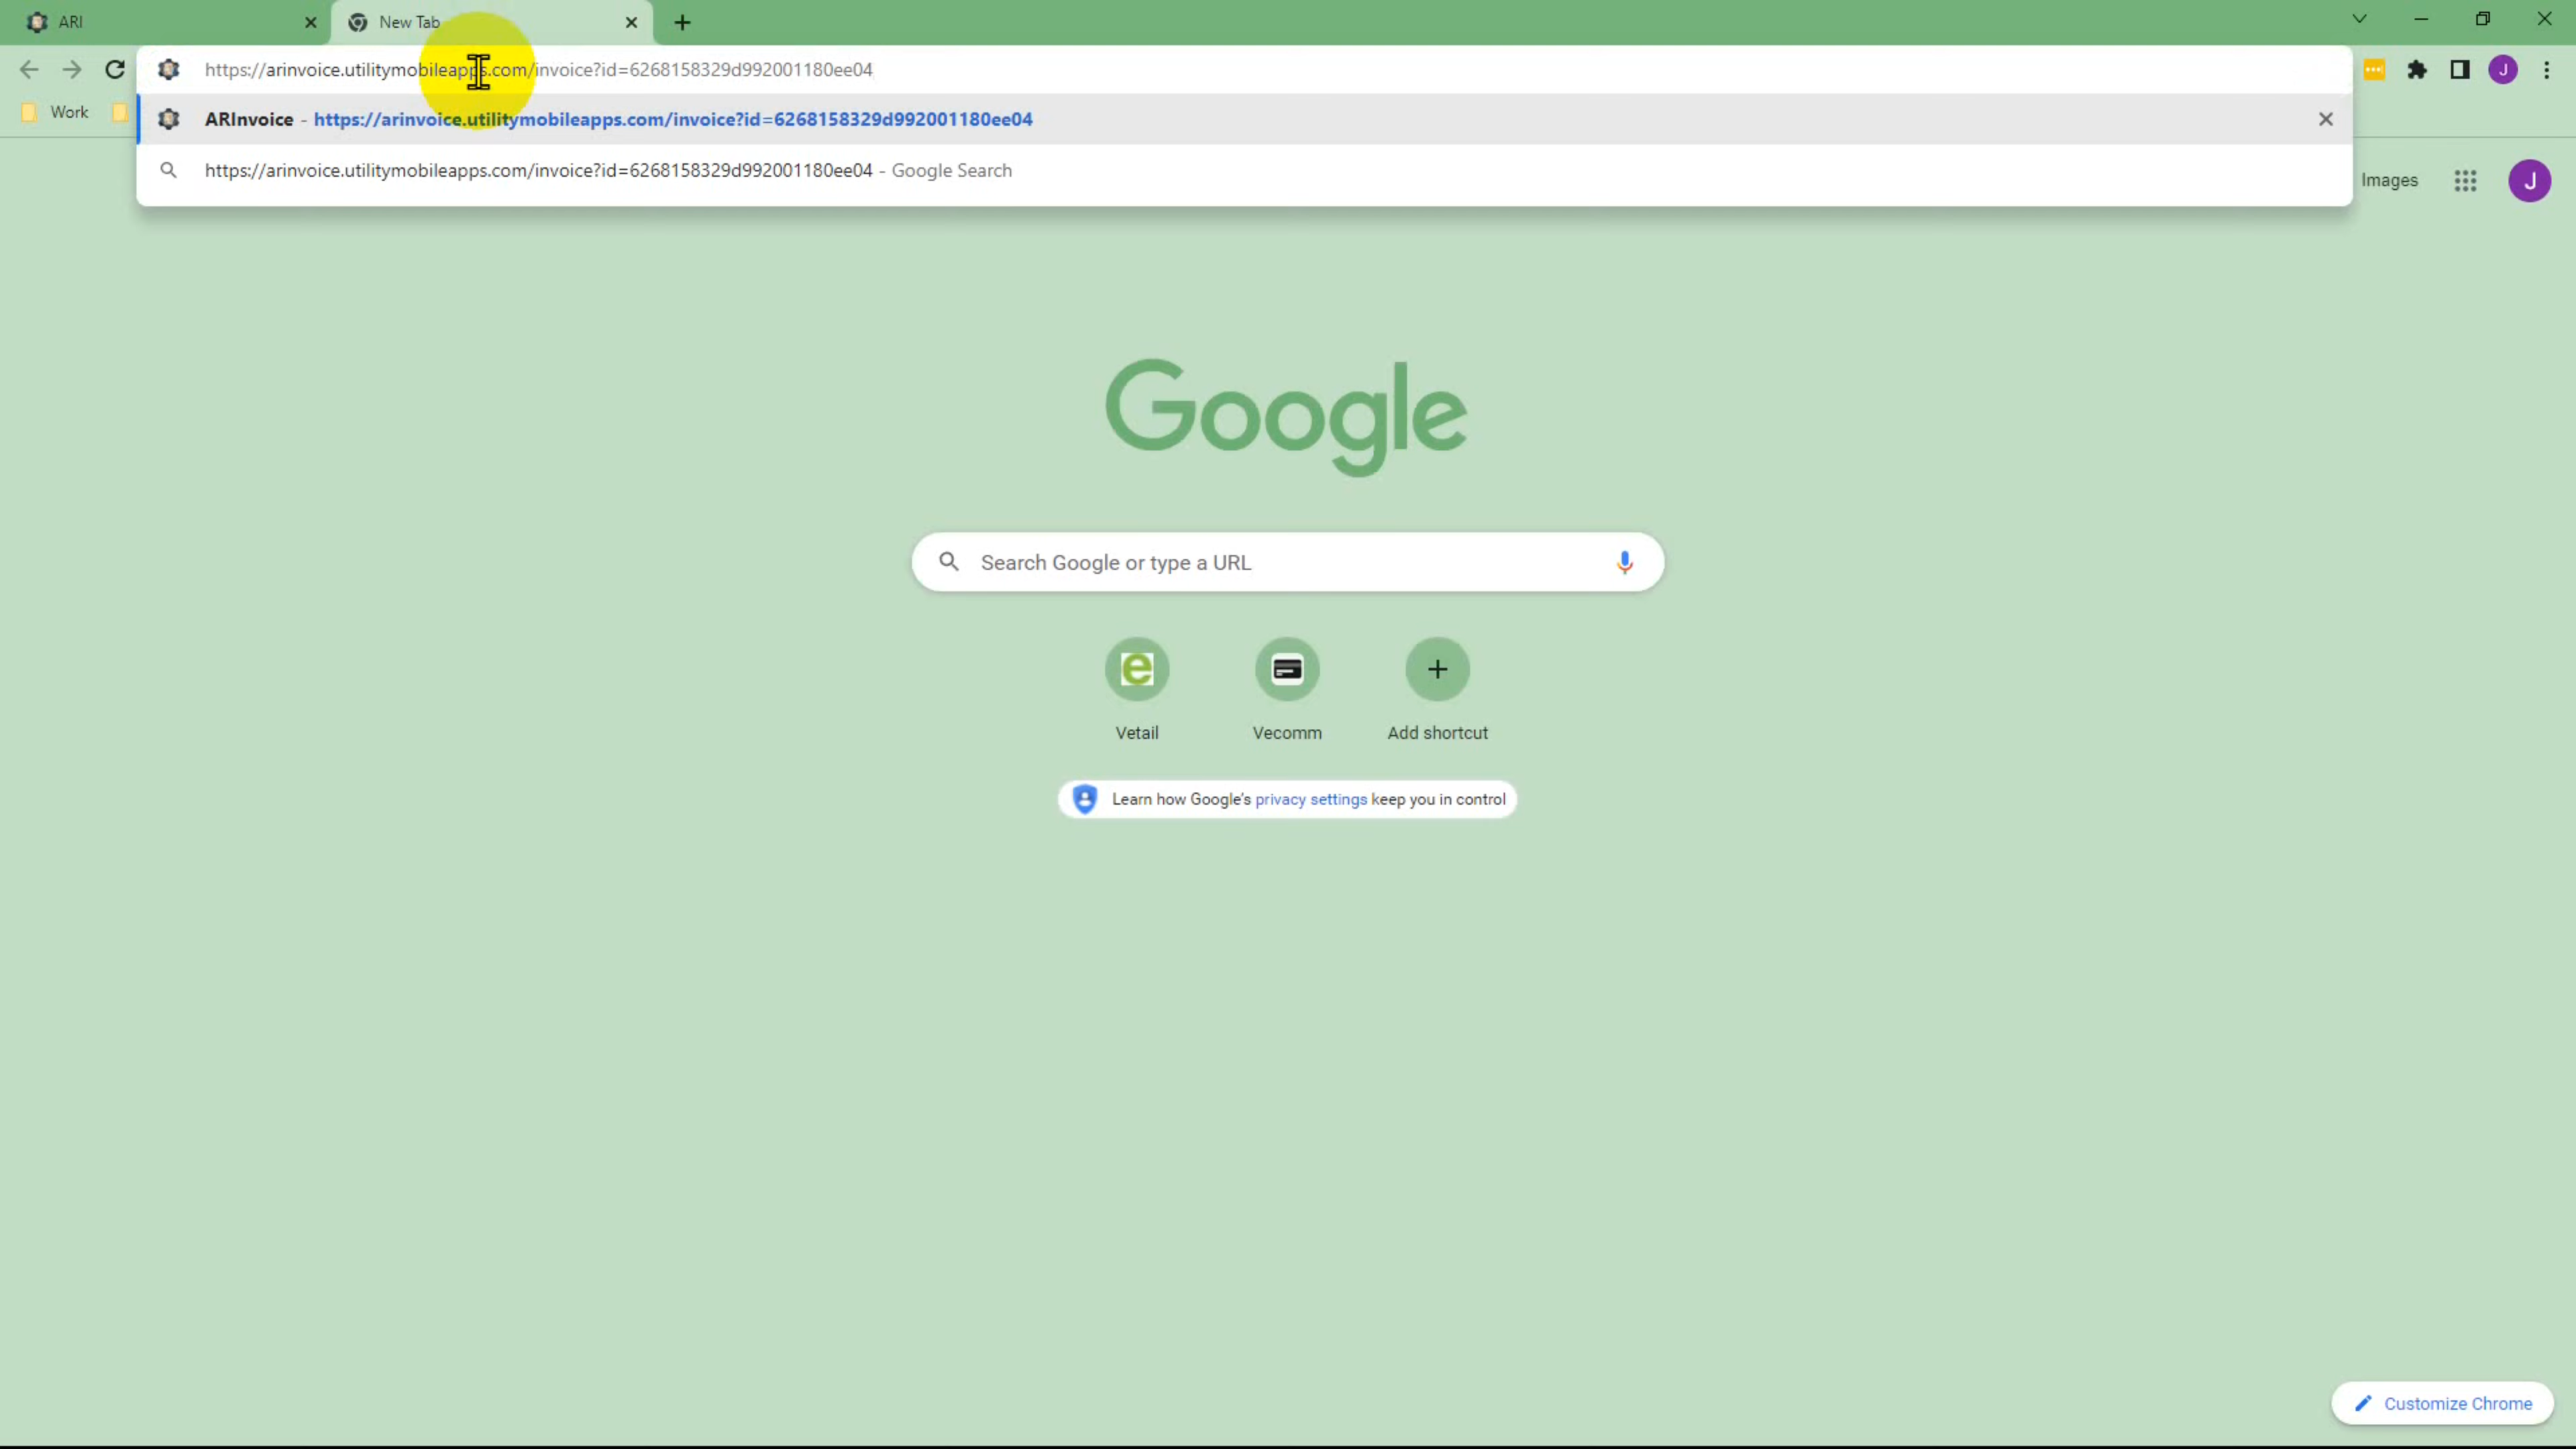 ARI
New Tab
https://arinvoice.utilitymobileapps.com/invoice?id=6268158329d992001180ee04
Work
ARInvoice - https://arinvoice.utilitymobileapps.com/invoice?id=6268158329d992001180ee04
https://arinvoice.utilitymobileapps.com/invoice?id=6268158329d992001180ee04 - Google Search
J
Images
J
Google
Search Google or type a URL
Vetail
Vecomm
Add shortcut
Learn how Google's privacy settings keep you in control
Customize Chrome